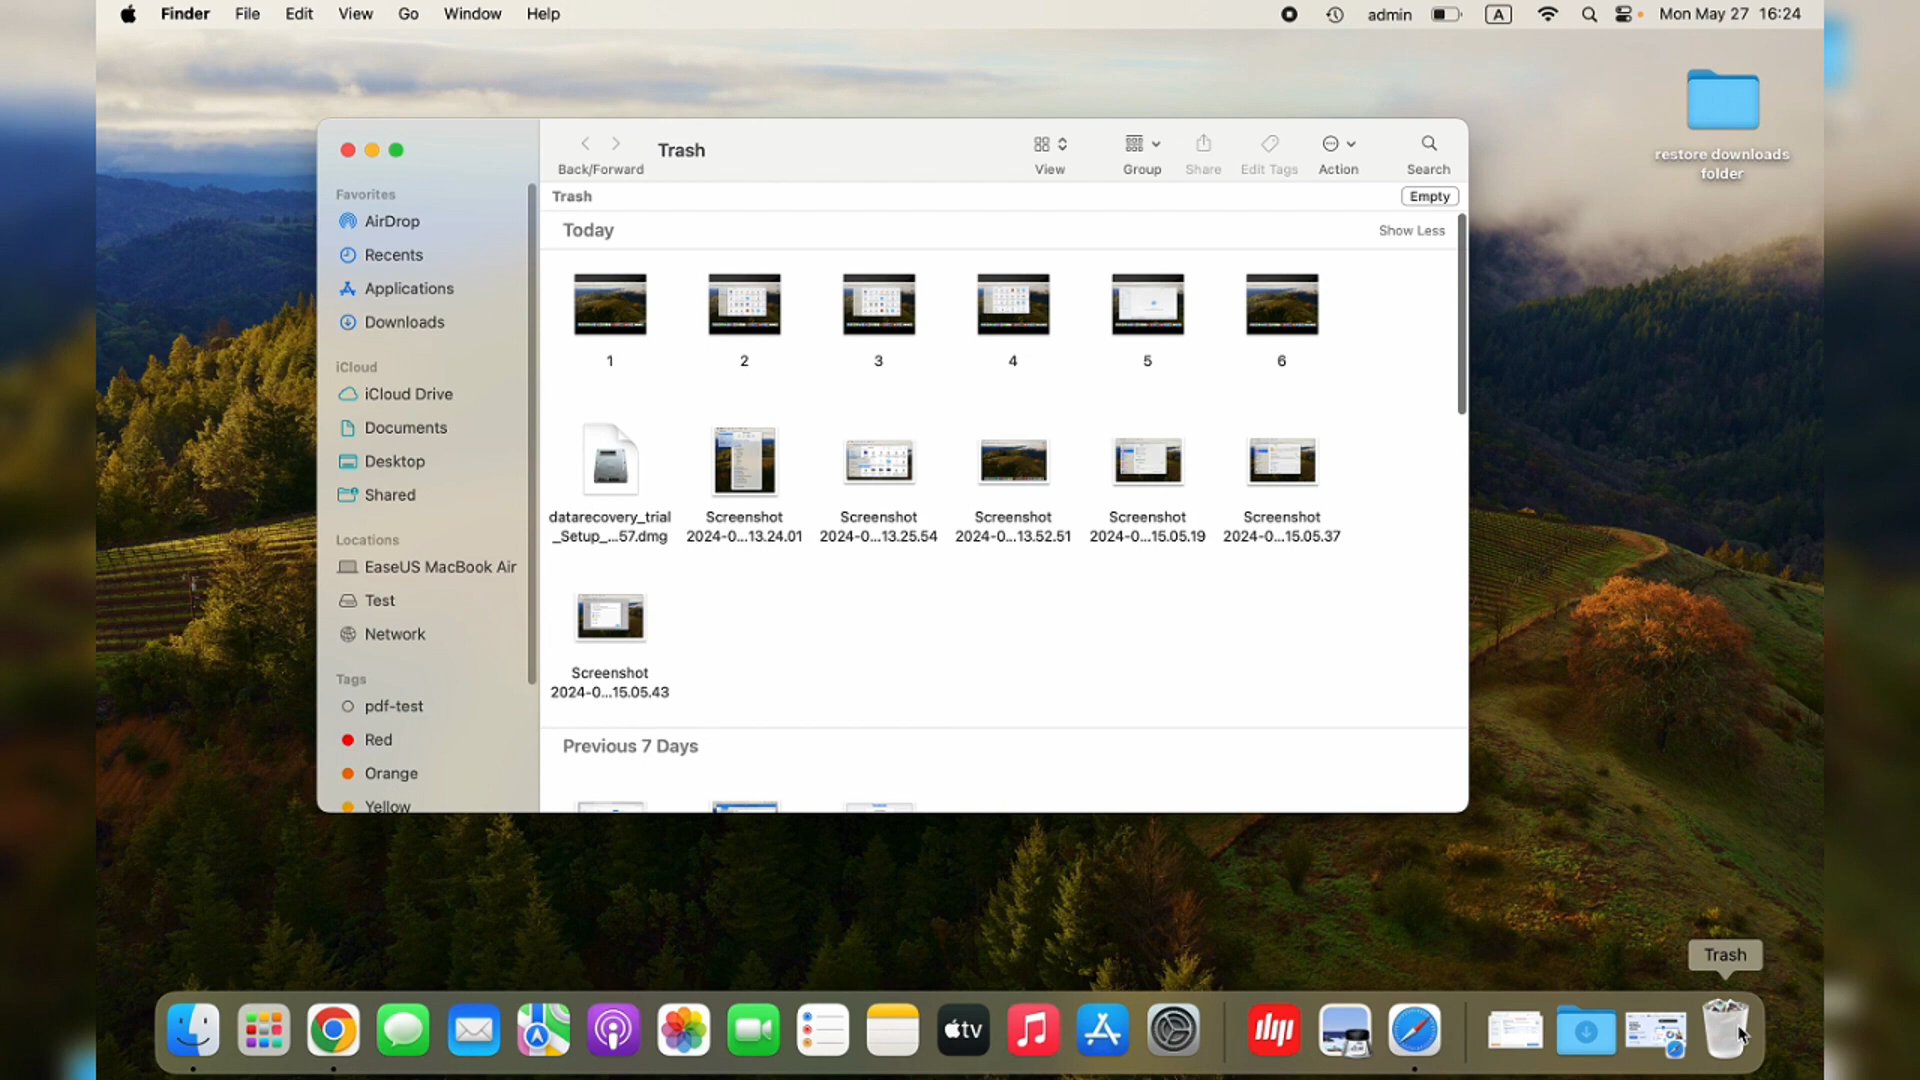 Finder File Edit View Go Window Help admin A Mon May 27 16:24
restore downloads
folder
Trash
Back/Forward View Group Share Edit Tags Action Search
Trash Empty
Today Show Less
Favorites
AirDrop
Recents
Applications
Downloads
iCloud
iCloud Drive
Documents
Desktop
Shared
Locations
EaseUS MacBook Air
Test
Network
Tags
pdf-test
Red
Orange
Yellow
1 2 3 4 5 6
datarecovery_trial
_Setup_...57.dmg
Screenshot
2024-0...13.24.01
Screenshot
2024-0...13.25.54
Screenshot
2024-0...13.52.51
Screenshot
2024-0...15.05.19
Screenshot
2024-0...15.05.37
Screenshot
2024-0...15.05.43
Previous 7 Days
Trash
tv